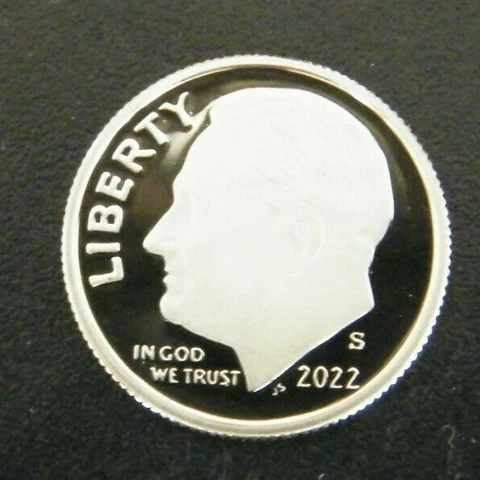 LIBERTY
IN GOD
WE TRUST
JS
S
2022